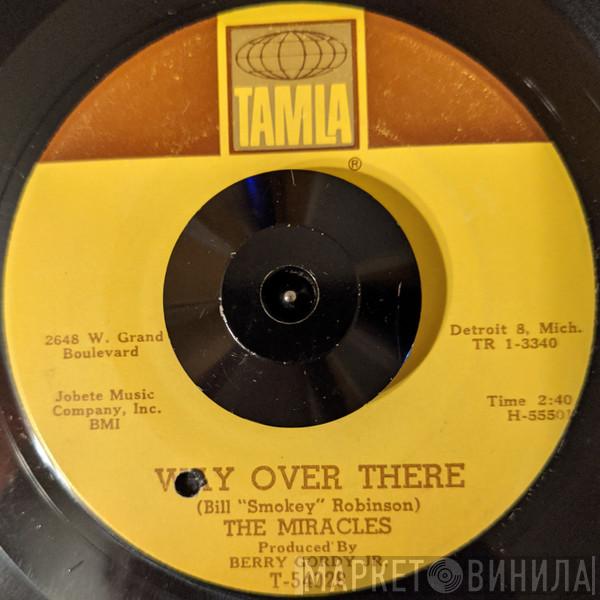 TAMLA
®
2648 W. Grand
Boulevard
Detroit 8, Mich.
TR 1-3340
Jobete Music
Company, Inc.
BMI
Time 2:40
H-55501
WAY OVER THERE
(Bill "Smokey" Robinson)
THE MIRACLES
Produced By
BERRY GORDY JR.
T-54028
МАРКЕТ ВИНИЛА